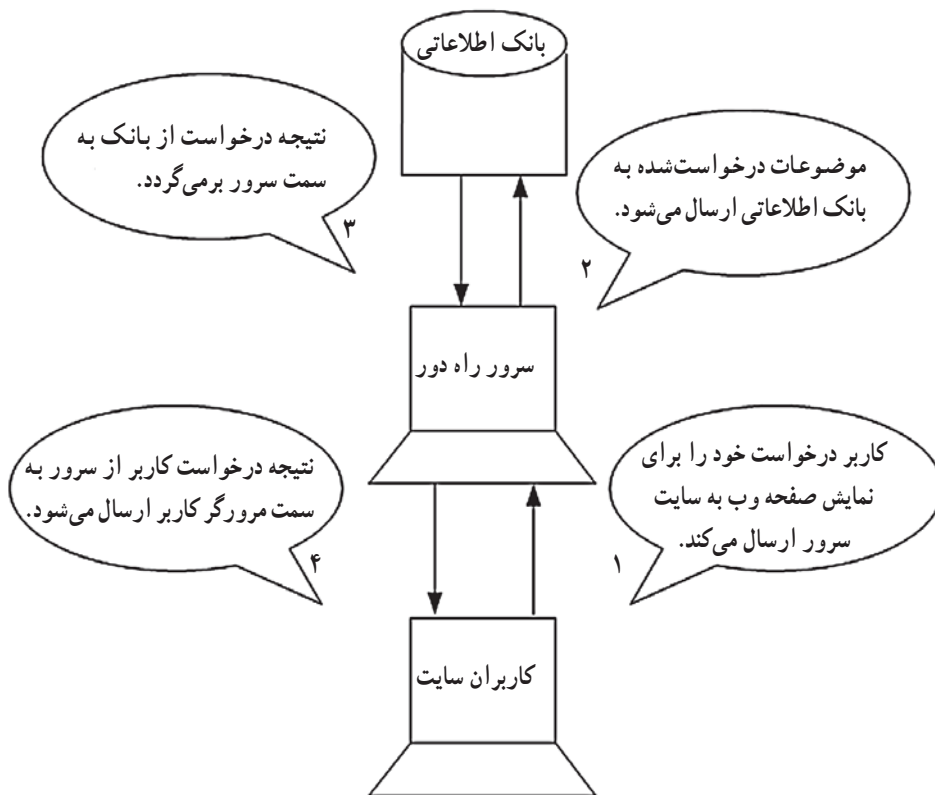 بانک اطلاعاتی
نتیجه درخواست از بانک به
سمت سرور برمی‌گردد.
۳
موضوعات درخواست‌شده به
بانک اطلاعاتی ارسال می‌شود.
۲
سرور راه دور
نتیجه درخواست کاربر از سرور به
سمت مرورگر کاربر ارسال می‌شود.
۴
کاربر درخواست خود را برای
نمایش صفحه وب به سایت
سرور ارسال می‌کند.
۱
کاربران سایت